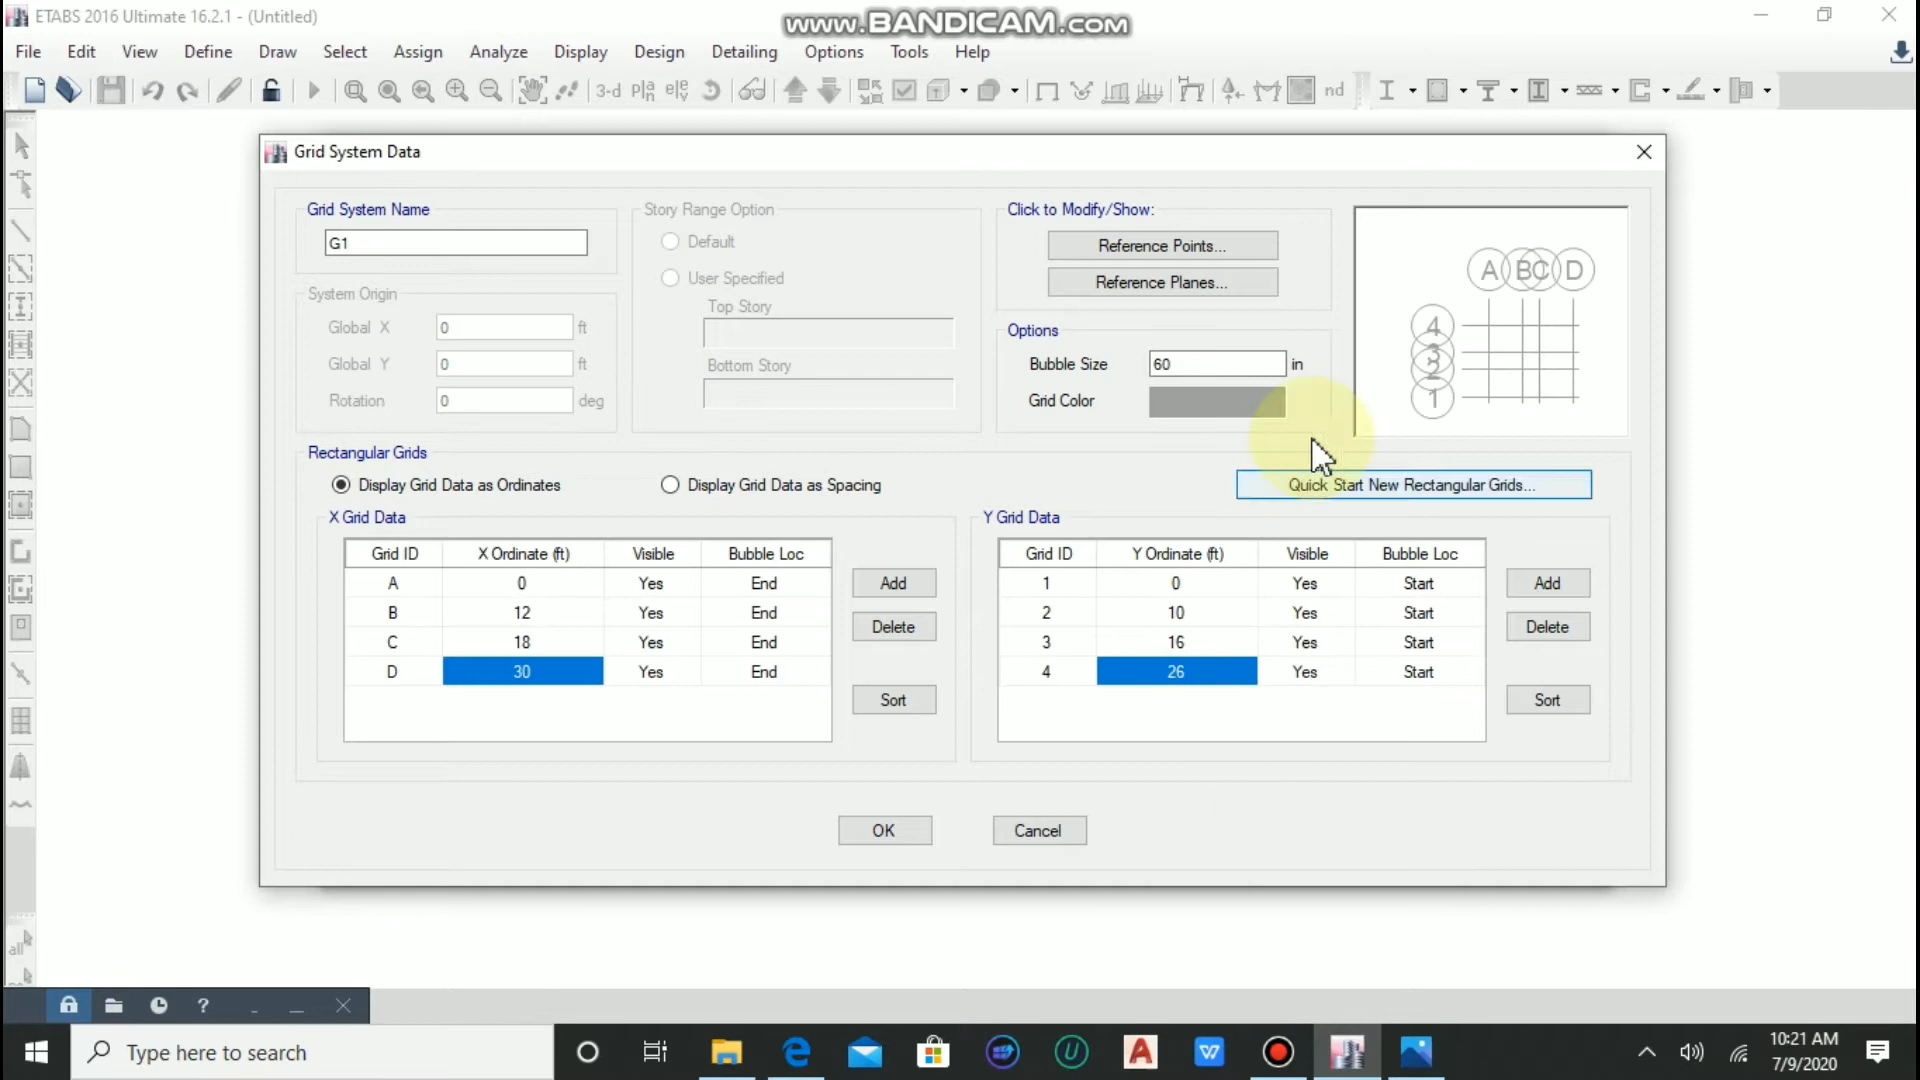 ETABS 2016 Ultimate 16.2.1 - (Untitled)
www.BANDICAM.com
File Edit View Define Draw Select Assign Analyze Display Design Detailing Options Tools Help
3-d
nd
Grid System Data
Grid System Name
G1
Story Range Option
Default
User Specified
Top Story
Bottom Story
Click to Modify/Show:
Reference Points...
Reference Planes...
System Origin
Global X 0 ft
Global Y 0 ft
Rotation 0 deg
Options
Bubble Size 60 in
Grid Color
A B C D
4
3
2
1
Rectangular Grids
Display Grid Data as Ordinates
Display Grid Data as Spacing
Quick Start New Rectangular Grids...
X Grid Data
Grid ID X Ordinate (ft) Visible Bubble Loc
A 0 Yes End
B 12 Yes End
C 18 Yes End
D 30 Yes End
Add
Delete
Sort
Y Grid Data
Grid ID Y Ordinate (ft) Visible Bubble Loc
1 0 Yes Start
2 10 Yes Start
3 16 Yes Start
4 26 Yes Start
Add
Delete
Sort
OK
Cancel
all
?
Type here to search
10:21 AM
7/9/2020